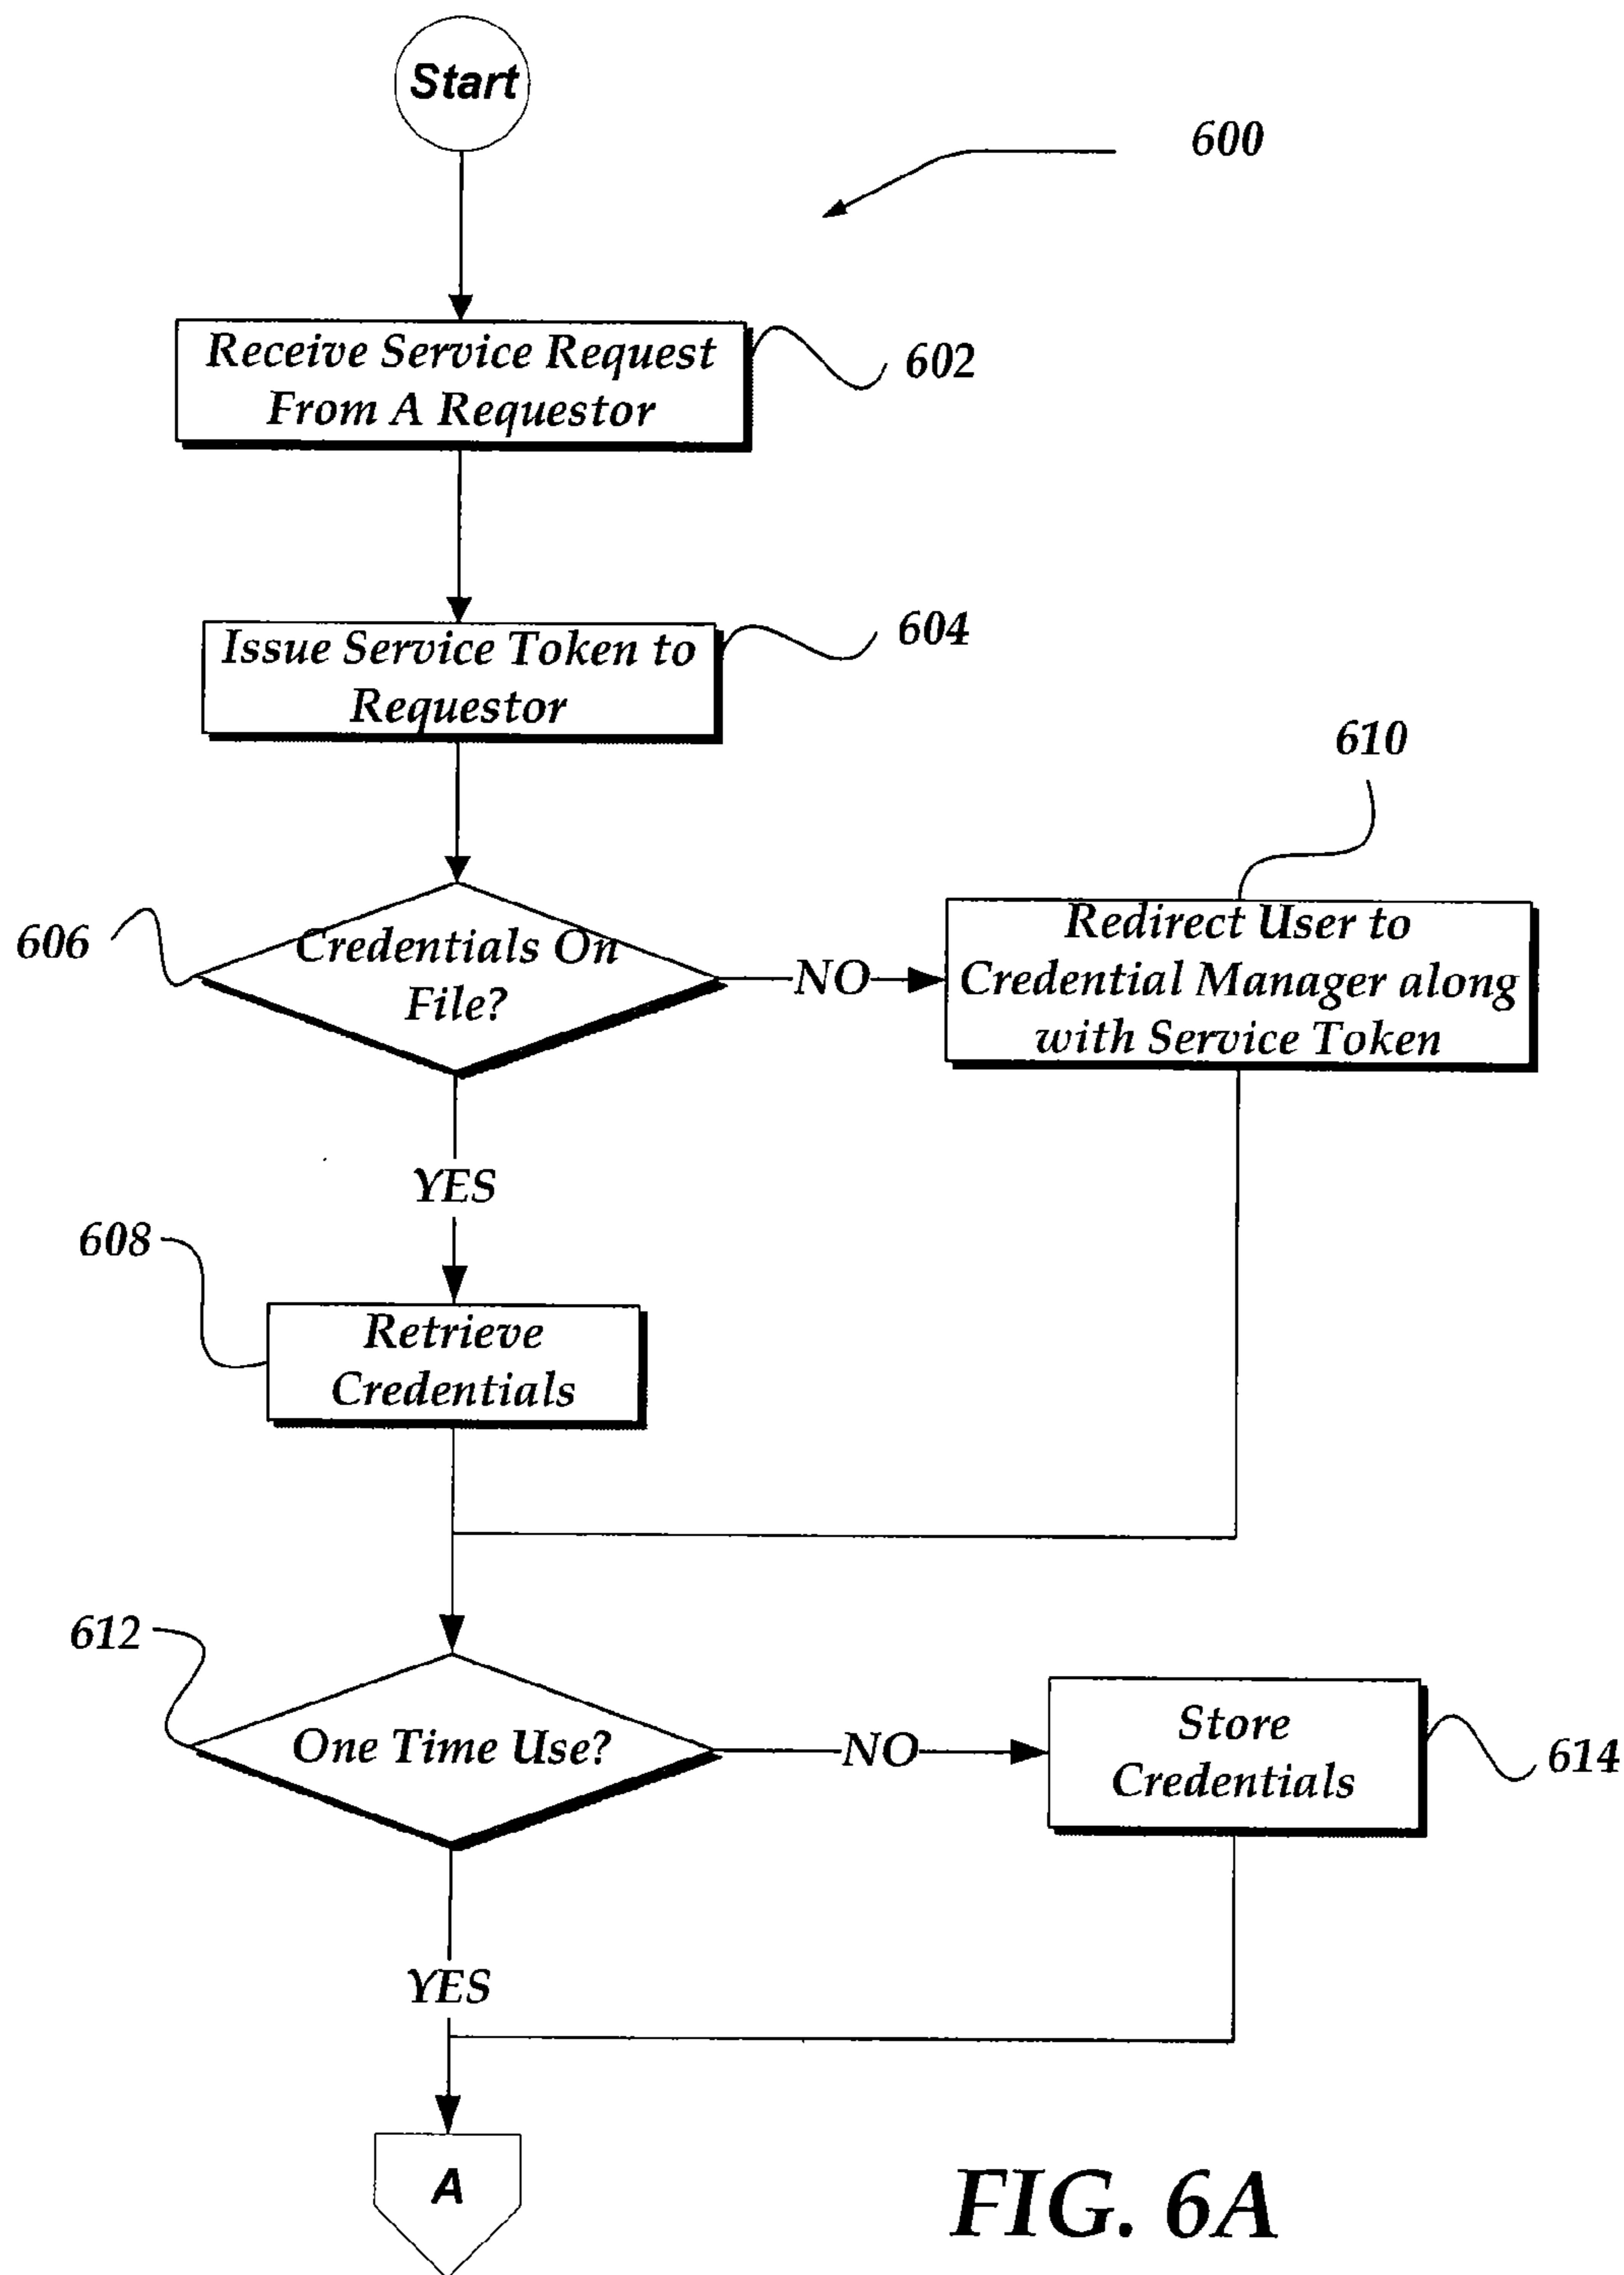 Start
600
Receive Service Request
From A Requestor
602
Issue Service Token to
Requestor
604
610
606
Credentials On
File?
NO
Redirect User to
Credential Manager along
with Service Token
YES
608
Retrieve
Credentials
612
One Time Use?
NO
Store
Credentials
614
YES
A
FIG. 6A